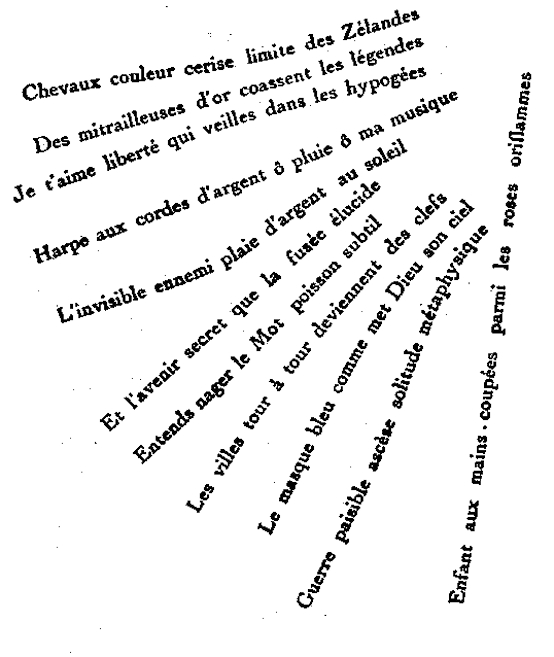 Chevaux couleur cerise limite des Zélandes
Des mitrailleuses d'or coassent les légendes
Je t'aime liberté qui veilles dans les hypogées
Harpe aux cordes d'argent ô pluie ô ma musique
L'invisible ennemi plaie d'argent au soleil
Et l'avenir secret que la fusée élucide
Entends nager le Mot poisson subtil
Les villes tour à tour deviennent des clefs
Le masque bleu comme met Dieu son ciel
Guerre paisible ascèse solitude métaphysique
Enfant aux mains coupées parmi les roses oriflammes